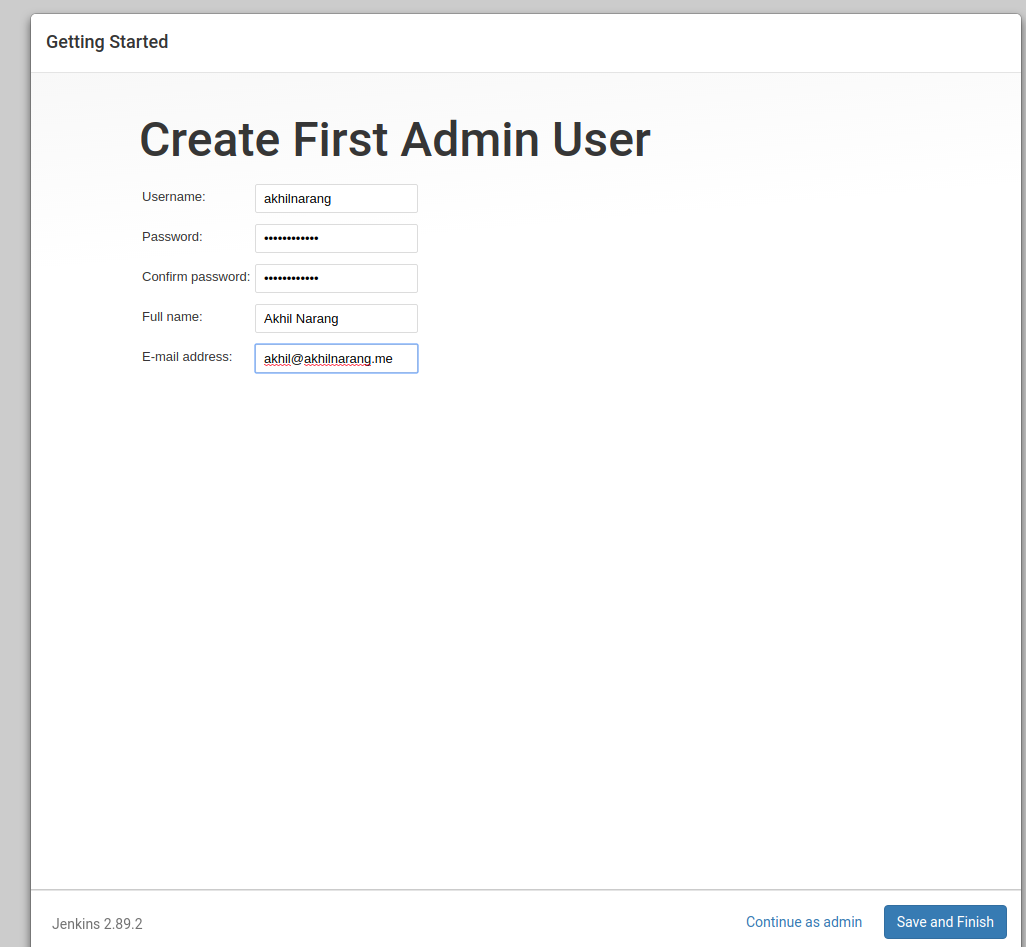 Getting Started
Create First Admin User
Username: akhilnarang
Password: ••••••••••••
Confirm password: ••••••••••••
Full name: Akhil Narang
E-mail address: akhil@akhilnarang.me
Jenkins 2.89.2 Continue as admin Save and Finish